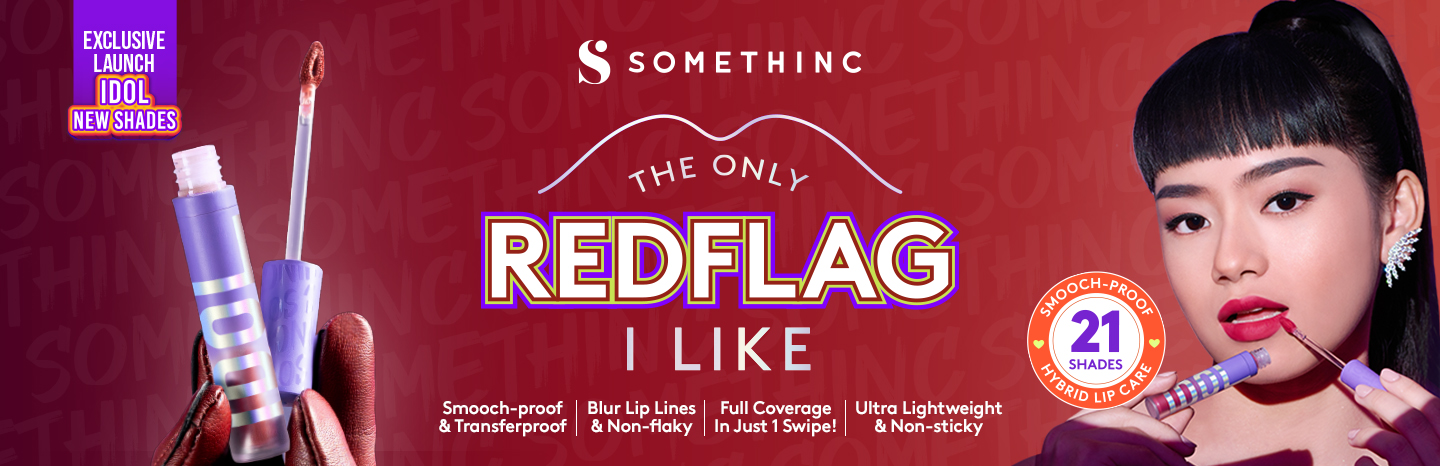 EXCLUSIVE
LAUNCH
IDOL
NEW SHADES
SOMETHINC
THE ONLY
REDFLAG
I LIKE
Smooch-proof
& Transferproof
Blur Lip Lines
& Non-flaky
Full Coverage
In Just 1 Swipe!
Ultra Lightweight
& Non-sticky
SMOOCH-PROOF
21
SHADES
HYBRID LIP CARE
IDOL